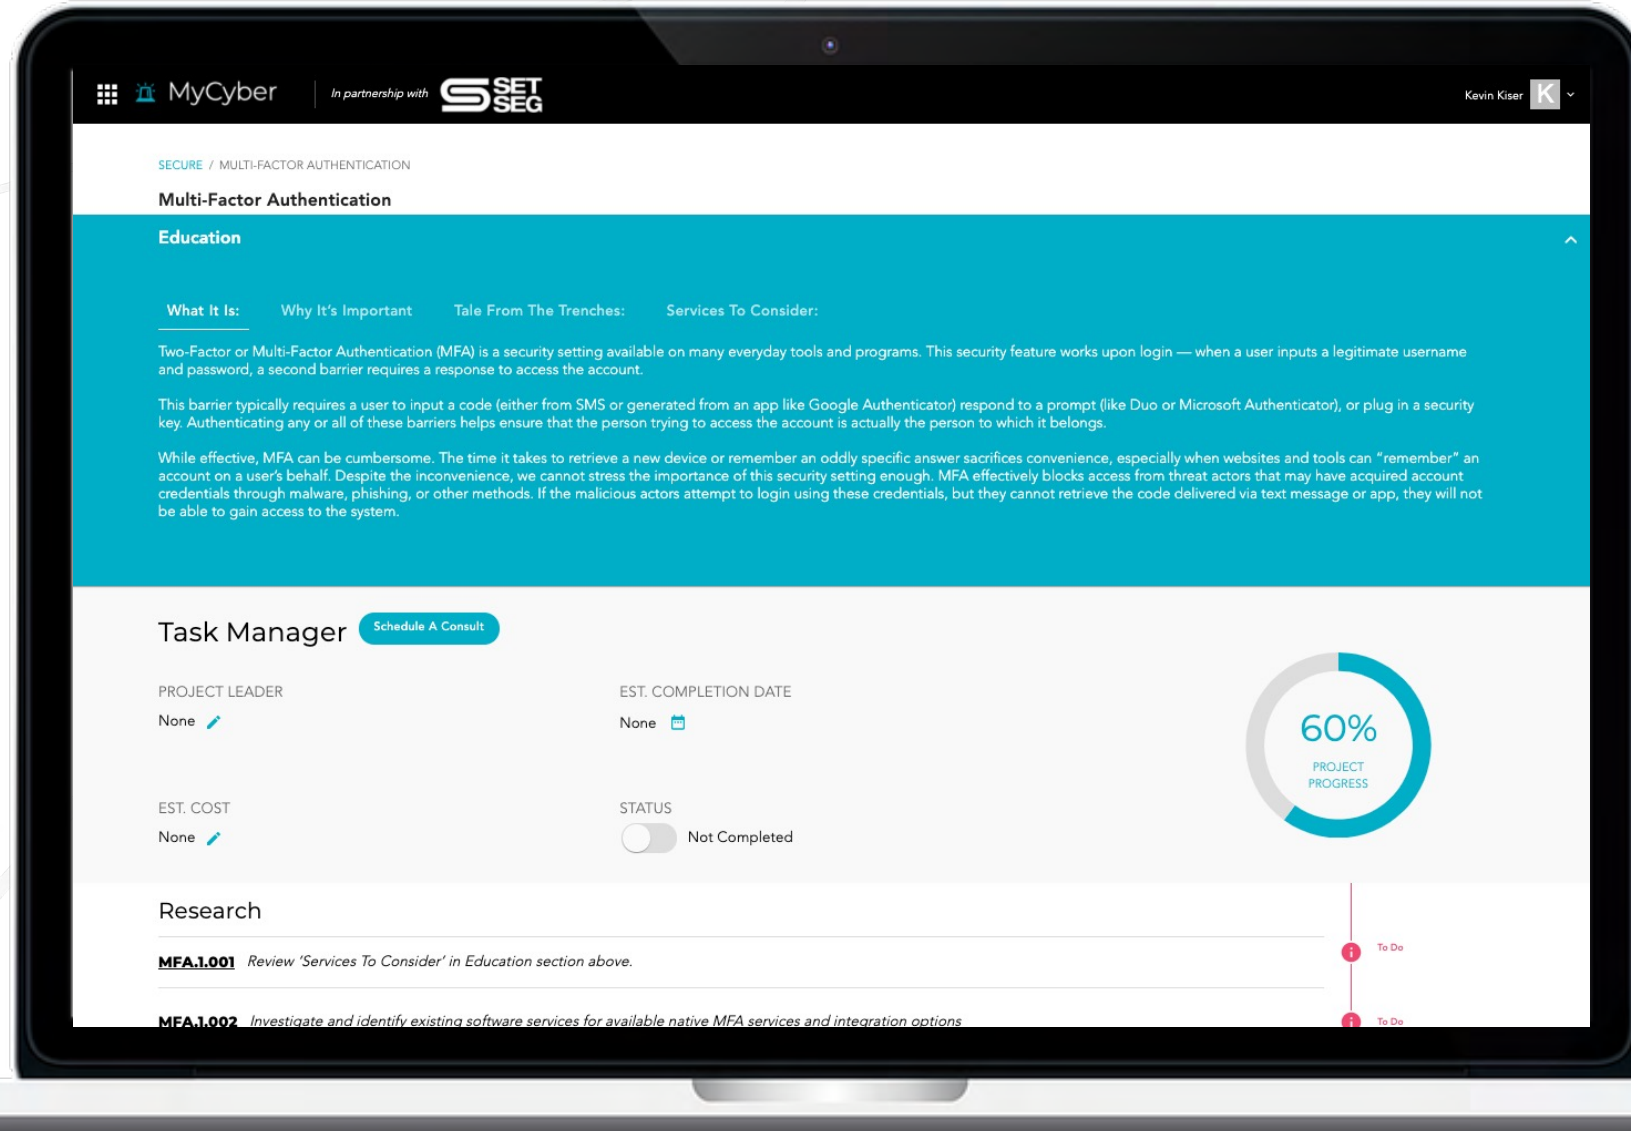 MyCyber
In partnership with
SET
SEG
Kevin Kiser
K
SECURE / MULTI-FACTOR AUTHENTICATION
Multi-Factor Authentication
Education
What It Is: Why It's Important Tale From The Trenches: Services To Consider:
Two-Factor or Multi-Factor Authentication (MFA) is a security setting available on many everyday tools and programs. This security feature works upon login — when a user inputs a legitimate username
and password, a second barrier requires a response to access the account.
This barrier typically requires a user to input a code (either from SMS or generated from an app like Google Authenticator) respond to a prompt (like Duo or Microsoft Authenticator), or plug in a security
key. Authenticating any or all of these barriers helps ensure that the person trying to access the account is actually the person to which it belongs.
While effective, MFA can be cumbersome. The time it takes to retrieve a new device or remember an oddly specific answer sacrifices convenience, especially when websites and tools can “remember” an
account on a user’s behalf. Despite the inconvenience, we cannot stress the importance of this security setting enough. MFA effectively blocks access from threat actors that may have acquired account
credentials through malware, phishing, or other methods. If the malicious actors attempt to login using these credentials, but they cannot retrieve the code delivered via text message or app, they will not
be able to gain access to the system.
Task Manager Schedule A Consult
PROJECT LEADER
None
EST. COMPLETION DATE
None
60%
PROJECT
PROGRESS
EST. COST
None
STATUS
Not Completed
Research
MFA.1.001 Review ‘Services To Consider’ in Education section above.
To Do
MFA.1.002 Investigate and identify existing software services for available native MFA services and integration options
To Do